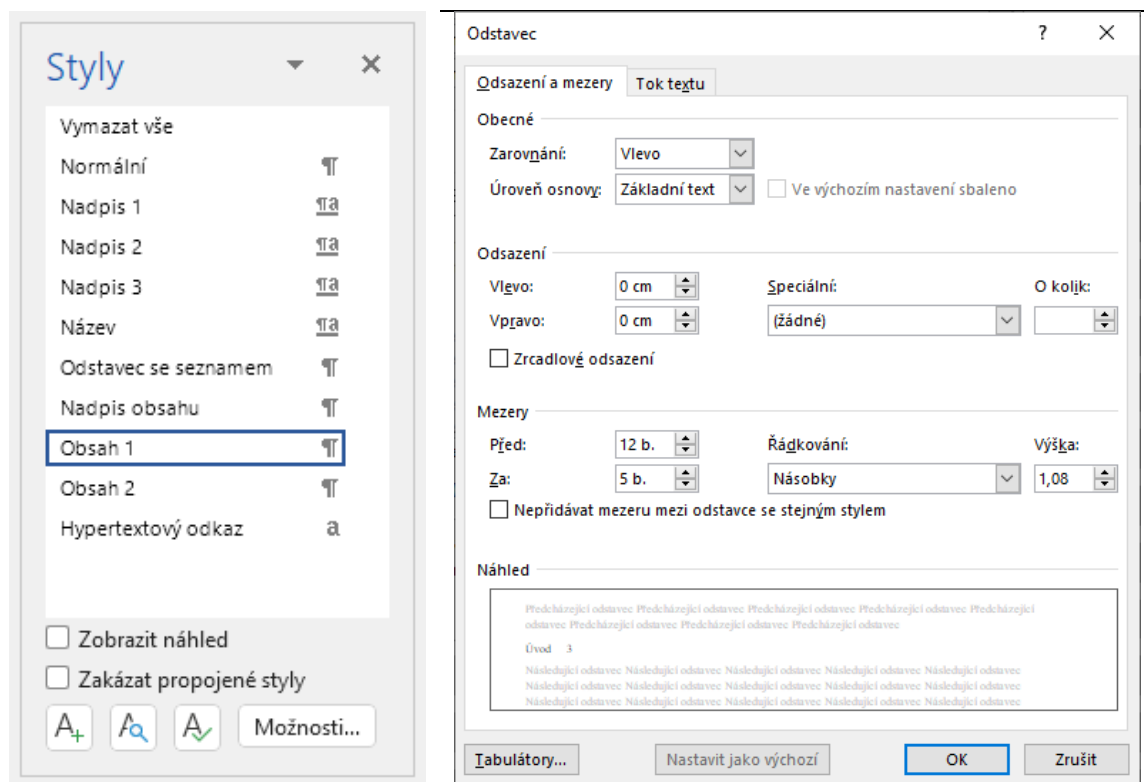 Styly
Vymazat vše
Normální ¶
Nadpis 1 ¶a
Nadpis 2 ¶a
Nadpis 3 ¶a
Název ¶a
Odstavec se seznamem ¶
Nadpis obsahu ¶
Obsah 1 ¶
Obsah 2 ¶
Hypertextový odkaz a
Zobrazit náhled
Zakázat propojené styly
Možnosti...
Odstavec ?
Odsazení a mezery Tok textu
Obecné
Zarovnání: Vlevo
Úroveň osnovy: Základní text Ve výchozím nastavení sbaleno
Odsazení
Vlevo: 0 cm Speciální: O kolik:
Vpravo: 0 cm (žádné)
Zrcadlové odsazení
Mezery
Před: 12 b. Řádkování: Výška:
Za: 5 b. Násobky 1,08
Nepřidávat mezeru mezi odstavce se stejným stylem
Náhled
Předcházející odstavec Předcházející odstavec Předcházející odstavec Předcházející odstavec Předcházející
odstavec Předcházející odstavec Předcházející odstavec Předcházející odstavec
Úvod 3
Následující odstavec Následující odstavec Následující odstavec Následující odstavec Následující odstavec
Následující odstavec Následující odstavec Následující odstavec Následující odstavec Následující odstavec
Následující odstavec Následující odstavec Následující odstavec Následující odstavec Následující odstavec
Tabulátory... Nastavit jako výchozí OK Zrušit